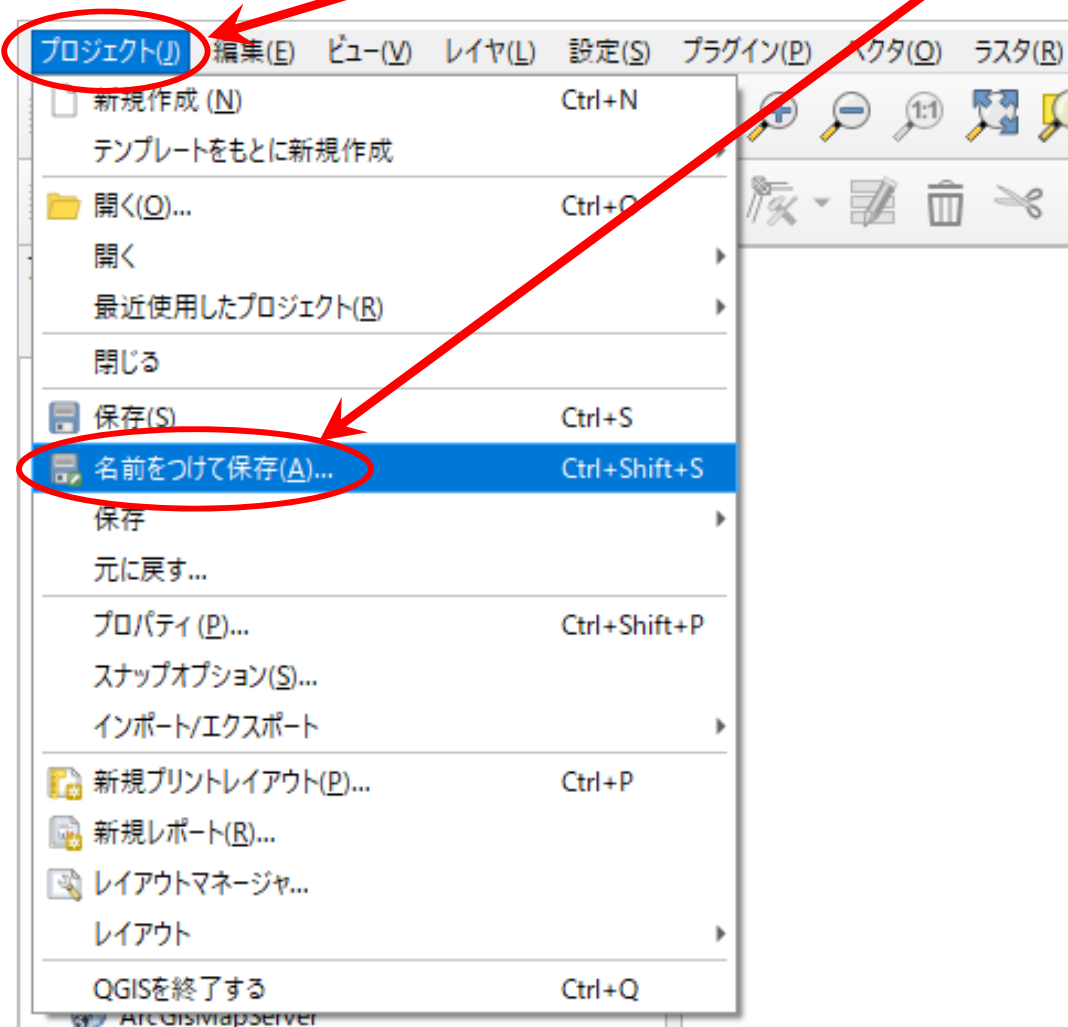 プロジェクト(J) 編集(E) ビュー(V) レイヤ(L) 設定(S) プラグイン(P) ベクタ(O) ラスタ(R)
新規作成 (N) Ctrl+N
1:1
テンプレートをもとに新規作成
開く(O)... Ctrl+O
開く
最近使用したプロジェクト(R)
閉じる
保存(S) Ctrl+S
名前をつけて保存(A)... Ctrl+Shift+S
保存
元に戻す...
プロパティ (P)... Ctrl+Shift+P
スナップオプション(S)...
インポート/エクスポート
新規プリントレイアウト(P)... Ctrl+P
新規レポート(R)...
レイアウトマネージャ...
レイアウト
QGISを終了する Ctrl+Q
ArcGisMapServer